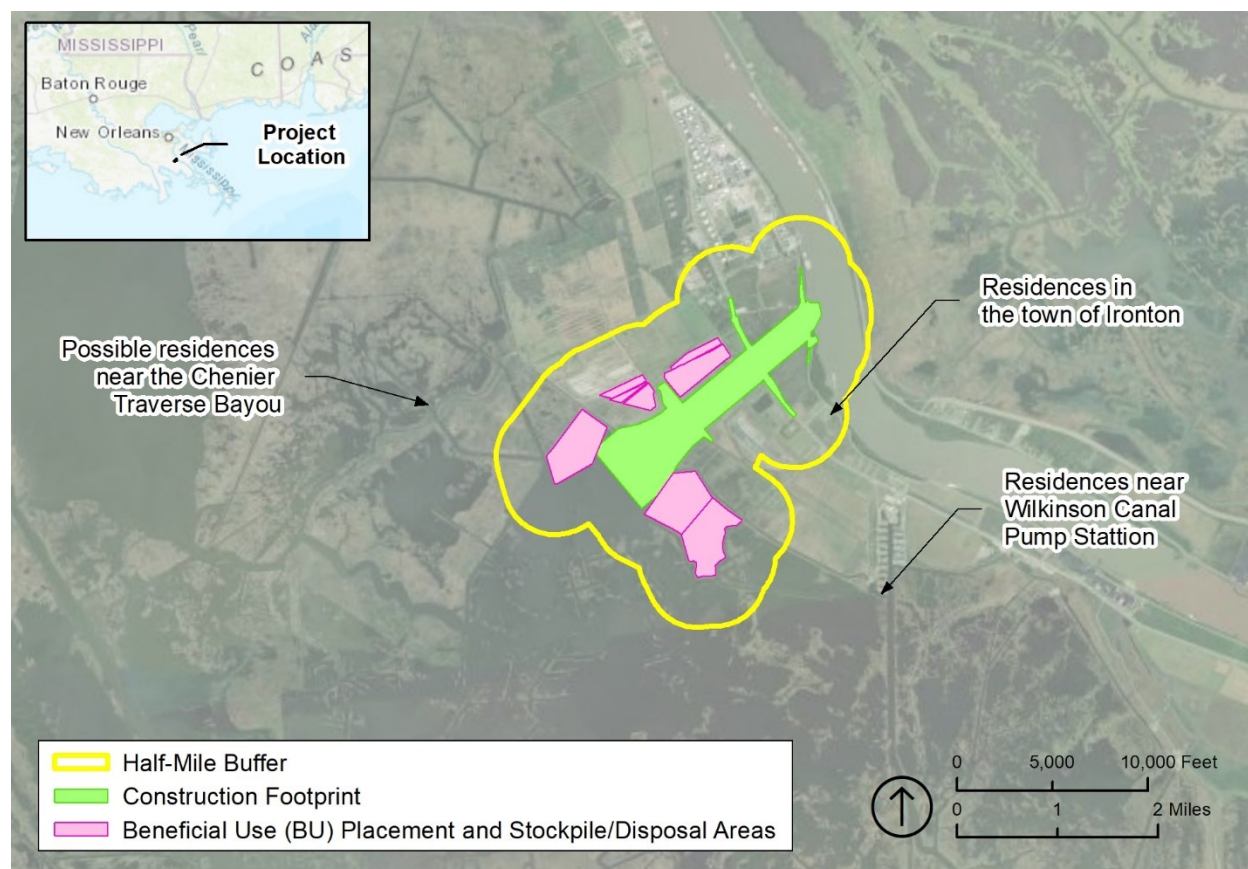 MISSISSIPPI
Pearl
COAS
Baton Rouge
New Orleans
Mississippi
Project
Location
Possible residences
near the Chenier
Traverse Bayou
Residences in
the town of Ironton
Residences near
Wilkinson Canal
Pump Stattion
Half-Mile Buffer
Construction Footprint
Beneficial Use (BU) Placement and Stockpile/Disposal Areas
0 5,000 10,000 Feet
0 1 2 Miles